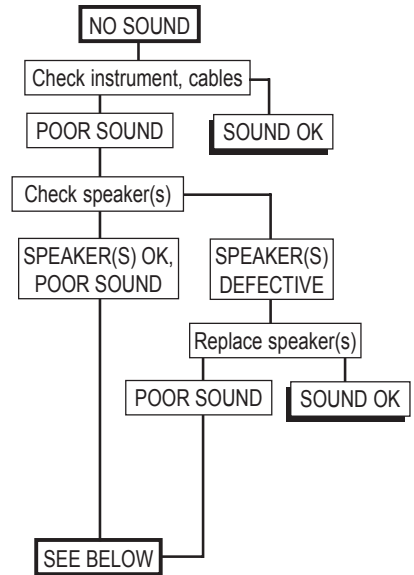 NO SOUND
Check instrument, cables
POOR SOUND
SOUND OK
Check speaker(s)
SPEAKER(S) OK,
POOR SOUND
SPEAKER(S)
DEFECTIVE
Replace speaker(s)
POOR SOUND
SOUND OK
SEE BELOW